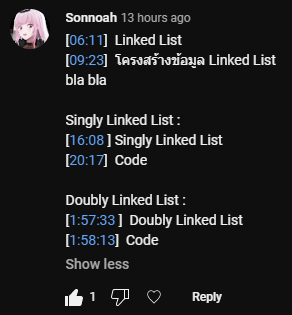 Sonnoah 13 hours ago
[06:11] Linked List
[09:23] โครงสร้างข้อมูล Linked List
bla bla
Singly Linked List :
[16:08 ] Singly Linked List
[20:17] Code
Doubly Linked List :
[1:57:33 ] Doubly Linked List
[1:58:13] Code
Show less
1 Reply